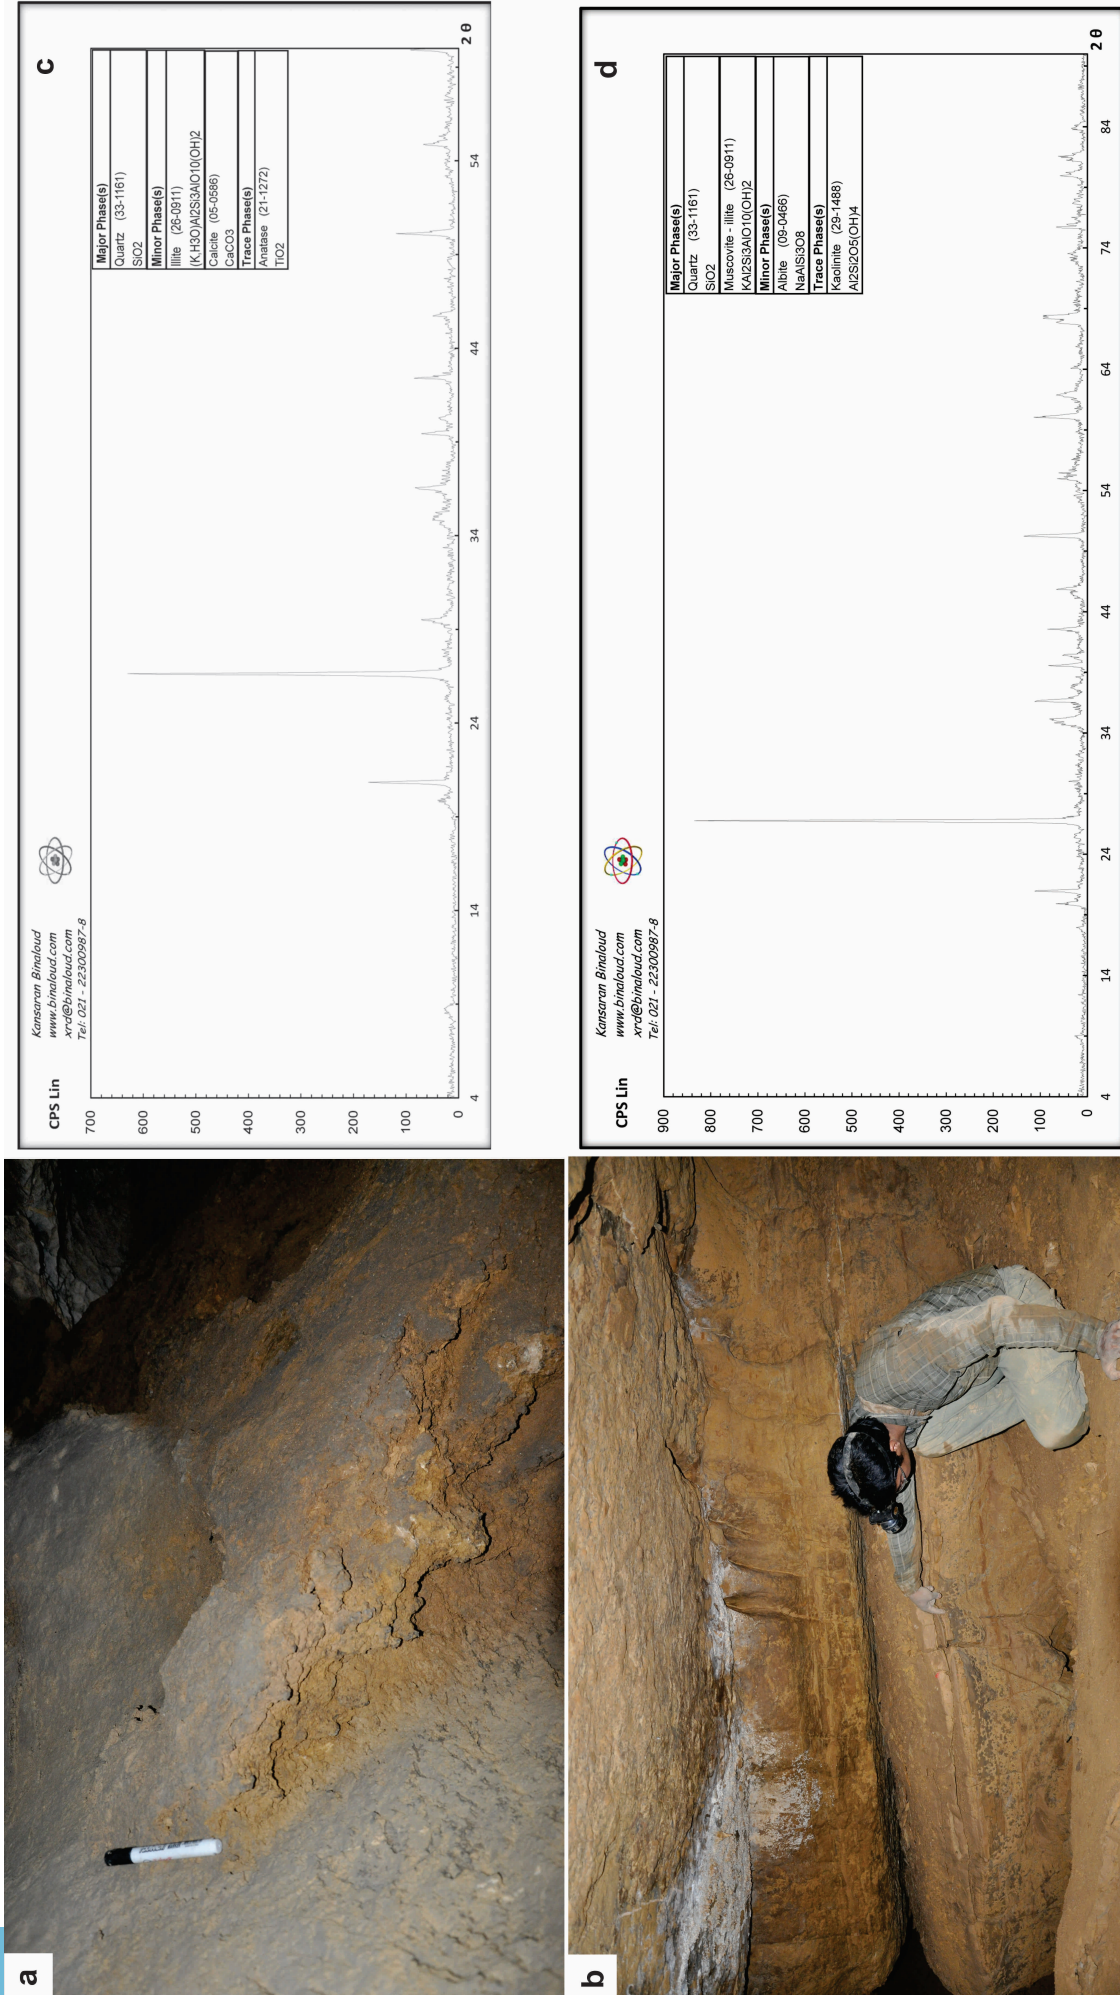 a
b
c
Kansaran Binaloud
www.binaloud.com
xrd@binaloud.com
Tel: 021 - 22300987-8
CPS Lin
700
600
500
400
300
200
100
0
4
14
24
34
44
54
2 θ
Major Phase(s)
Quartz (33-1161)
SiO2
Minor Phase(s)
Illite (26-0911)
(K,H3O)Al2Si3AlO10(OH)2
Calcite (05-0586)
CaCO3
Trace Phase(s)
Anatase (21-1272)
TiO2
d
Kansaran Binaloud
www.binaloud.com
xrd@binaloud.com
Tel: 021 - 22300987-8
CPS Lin
900
800
700
600
500
400
300
200
100
0
4
14
24
34
44
54
64
74
84
2 θ
Major Phase(s)
Quartz (33-1161)
SiO2
Muscovite - illite (26-0911)
KAl2Si3AlO10(OH)2
Minor Phase(s)
Albite (09-0466)
NaAlSi3O8
Trace Phase(s)
Kaolinite (29-1488)
Al2Si2O5(OH)4